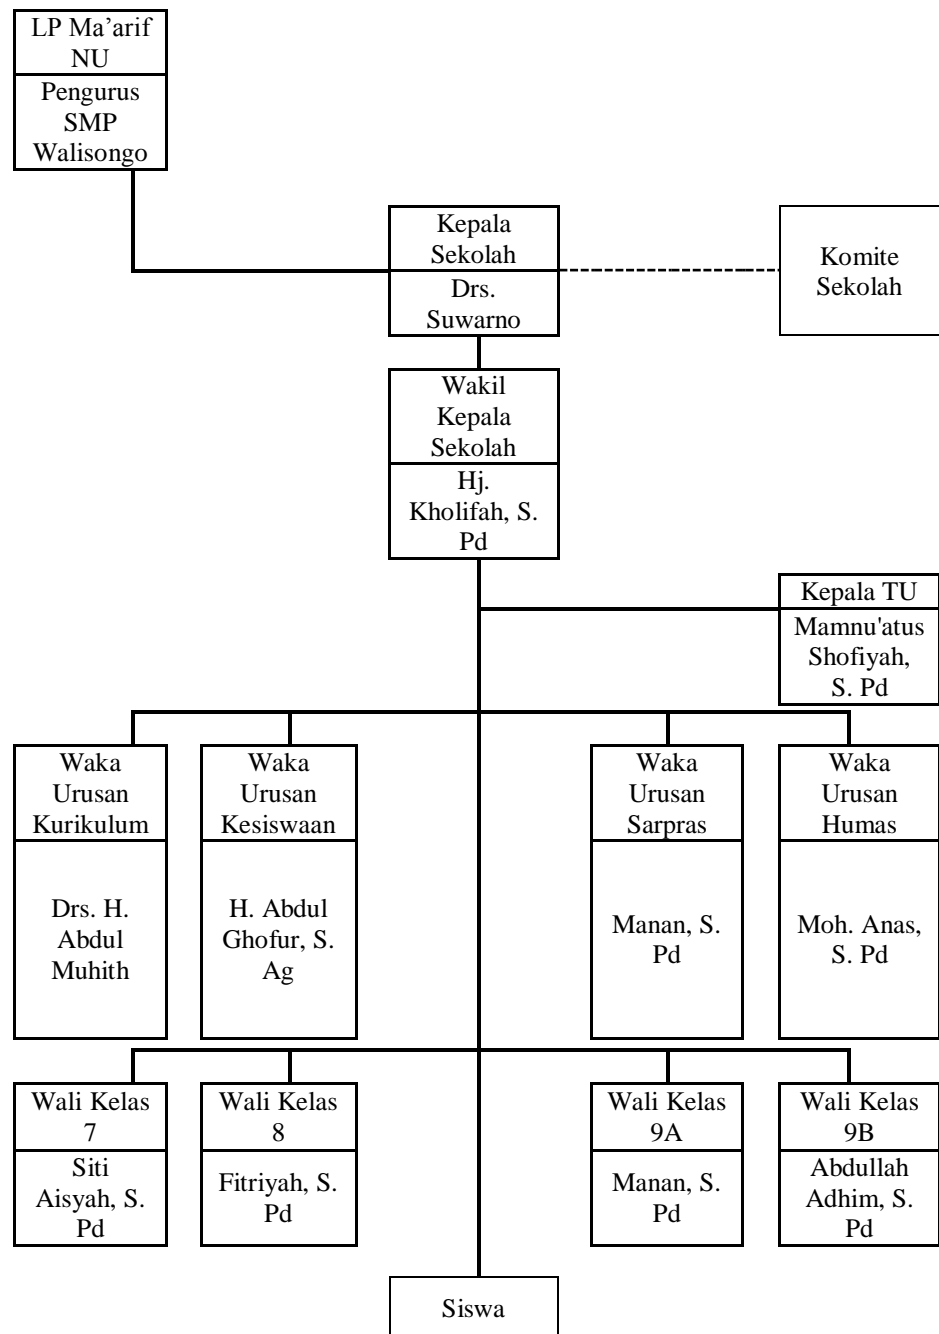 LP Ma’arif
NU
Pengurus
SMP
Walisongo
Kepala
Sekolah
Drs.
Suwarno
Komite
Sekolah
Wakil
Kepala
Sekolah
Hj.
Kholifah, S.
Pd
Kepala TU
Mamnu'atus
Shofiyah,
S. Pd
Waka
Urusan
Kurikulum
Drs. H.
Abdul
Muhith
Waka
Urusan
Kesiswaan
H. Abdul
Ghofur, S.
Ag
Waka
Urusan
Sarpras
Manan, S.
Pd
Waka
Urusan
Humas
Moh. Anas,
S. Pd
Wali Kelas
7
Siti
Aisyah, S.
Pd
Wali Kelas
8
Fitriyah, S.
Pd
Wali Kelas
9A
Manan, S.
Pd
Wali Kelas
9B
Abdullah
Adhim, S.
Pd
Siswa